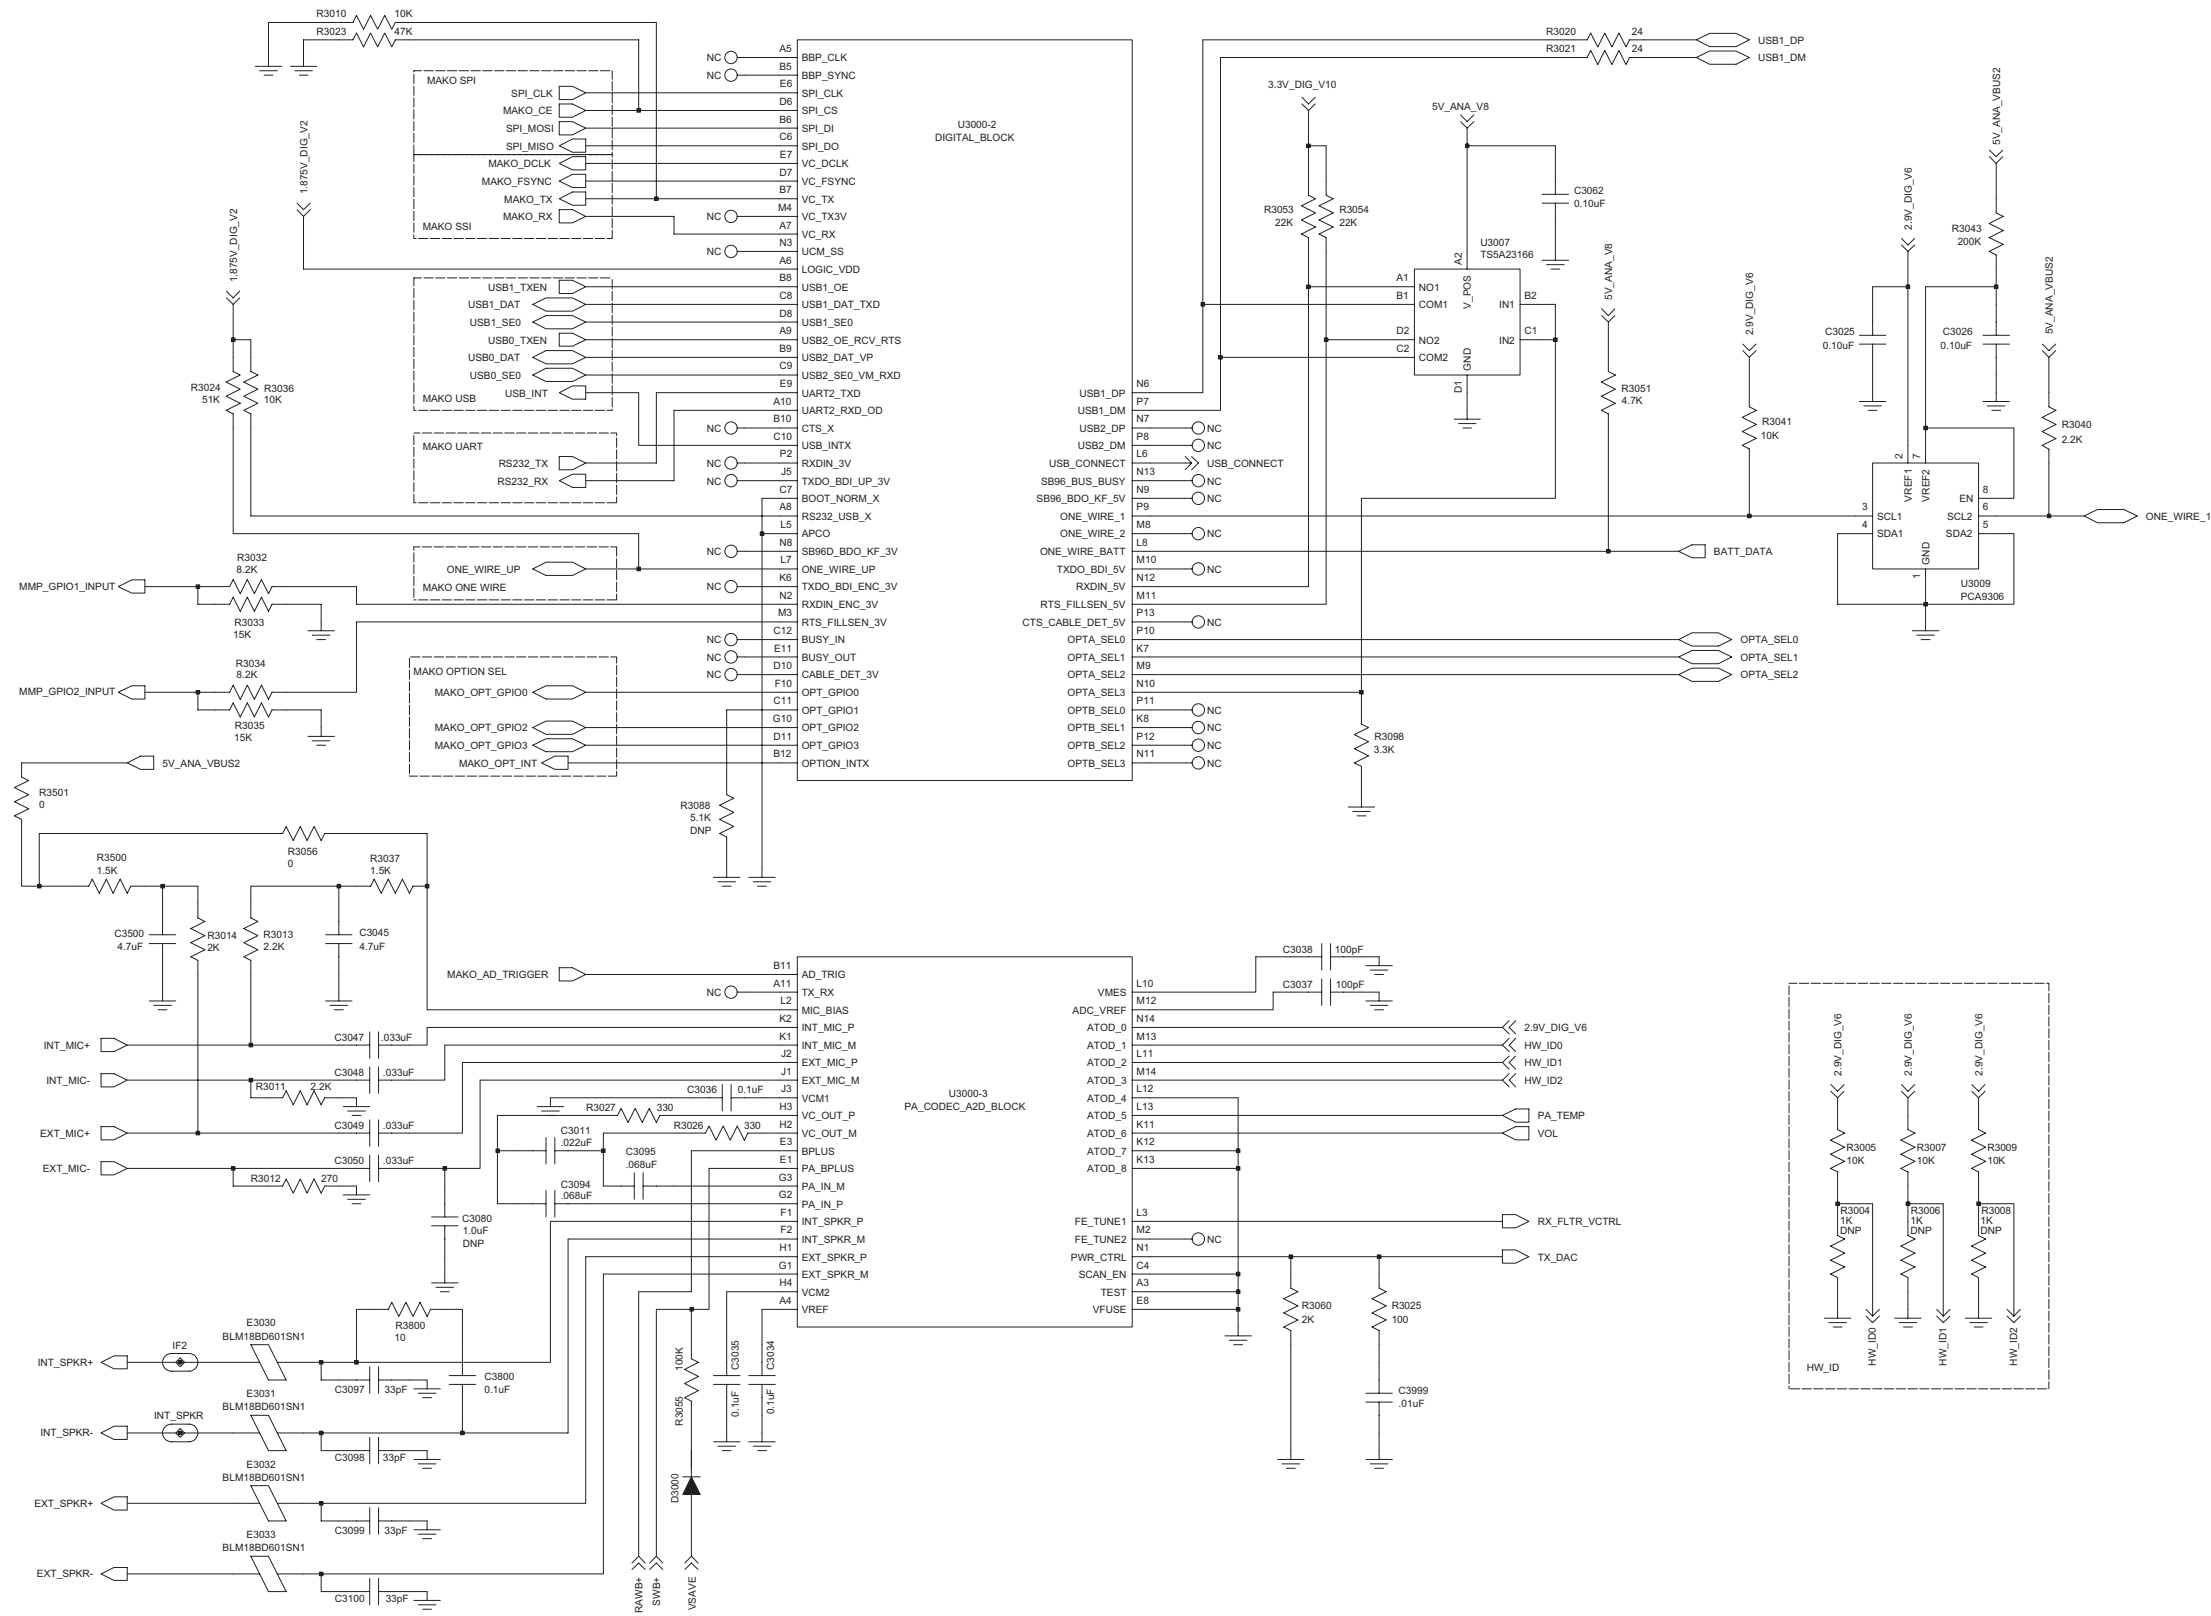 R3010 10K
R3023 47K
1.875V_DIG_V2
1.875V_DIG_V2
MAKO SPI
SPI_CLK
MAKO_CE
SPI_MOSI
SPI_MISO
MAKO_DCLK
MAKO_FSYNC
MAKO_TX
MAKO_RX
MAKO SSI
USB1_TXEN
USB1_DAT
USB1_SE0
USB0_TXEN
USB0_DAT
USB0_SE0
USB_INT
MAKO USB
MAKO UART
RS232_TX
RS232_RX
ONE_WIRE_UP
MAKO ONE WIRE
MAKO OPTION SEL
MAKO_OPT_GPIO0
MAKO_OPT_GPIO2
MAKO_OPT_GPIO3
MAKO_OPT_INT
R3024
51K
R3036
10K
MMP_GPIO1_INPUT
R3032
8.2K
R3033
15K
MMP_GPIO2_INPUT
R3034
8.2K
R3035
15K
U3000-2
DIGITAL_BLOCK
NC A5 BBP_CLK
NC B5 BBP_SYNC
E6 SPI_CLK
D6 SPI_CS
B6 SPI_DI
C6 SPI_DO
E7 VC_DCLK
D7 VC_FSYNC
B7 VC_TX
NC M4 VC_TX3V
A7 VC_RX
NC N3 UCM_SS
A6 LOGIC_VDD
B8 USB1_OE
C8 USB1_DAT_TXD
D8 USB1_SE0
A9 USB2_OE_RCV_RTS
B9 USB2_DAT_VP
C9 USB2_SE0_VM_RXD
E9 UART2_TXD
A10 UART2_RXD_OD
NC B10 CTS_X
C10 USB_INTX
NC P2 RXDIN_3V
NC J5 TXDO_BDI_UP_3V
C7 BOOT_NORM_X
A8 RS232_USB_X
L5 APCO
NC N8 SB96D_BDO_KF_3V
L7 ONE_WIRE_UP
NC K6 TXDO_BDI_ENC_3V
N2 RXDIN_ENC_3V
M3 RTS_FILLSEN_3V
NC C12 BUSY_IN
NC E11 BUSY_OUT
NC D10 CABLE_DET_3V
F10 OPT_GPIO0
C11 OPT_GPIO1
G10 OPT_GPIO2
D11 OPT_GPIO3
B12 OPTION_INTX
USB1_DP N6
USB1_DM P7
USB2_DP N7 NC
USB2_DM P8 NC
USB_CONNECT L6 USB_CONNECT
SB96_BUS_BUSY N13 NC
SB96_BDO_KF_5V N9 NC
ONE_WIRE_1 P9
ONE_WIRE_2 M8 NC
ONE_WIRE_BATT L8 BATT_DATA
TXDO_BDI_5V M10 NC
RXDIN_5V N12
RTS_FILLSEN_5V M11
CTS_CABLE_DET_5V P13 NC
OPTA_SEL0 P10 OPTA_SEL0
OPTA_SEL1 K7 OPTA_SEL1
OPTA_SEL2 M9 OPTA_SEL2
OPTA_SEL3 N10
OPTB_SEL0 P11 NC
OPTB_SEL1 K8 NC
OPTB_SEL2 P12 NC
OPTB_SEL3 N11 NC
R3020 24 USB1_DP
R3021 24 USB1_DM
3.3V_DIG_V10
5V_ANA_V8
C3062
0.10uF
R3053
22K
R3054
22K
U3007
TS5A23166
A2 V_POS
A1 NO1
B1 COM1
D2 NO2
C2 COM2
IN1 B2
IN2 C1
GND D1
5V_ANA_V8
R3051
4.7K
2.9V_DIG_V6
R3041
10K
2.9V_DIG_V6
5V_ANA_VBUS2
R3043
200K
C3025
0.10uF
C3026
0.10uF
5V_ANA_VBUS2
R3040
2.2K
2 VREF1
7 VREF2
EN 8
3 SCL1
SCL2 6
4 SDA1
SDA2 5
GND 1
U3009
PCA9306
ONE_WIRE_1
R3098
3.3K
R3088
5.1K
DNP
5V_ANA_VBUS2
R3501
0
R3056
0
R3500
1.5K
R3037
1.5K
C3500
4.7uF
R3014
2K
R3013
2.2K
C3045
4.7uF
MAKO_AD_TRIGGER
INT_MIC+ C3047 .033uF
INT_MIC- C3048 .033uF
R3011 2.2K
EXT_MIC+ C3049 .033uF
EXT_MIC- C3050 .033uF
R3012 270
C3080
1.0uF
DNP
C3036 0.1uF
R3027 330
R3026 330
C3011
.022uF
C3095
.068uF
C3094
.068uF
U3000-3
PA_CODEC_A2D_BLOCK
B11 AD_TRIG
NC A11 TX_RX
L2 MIC_BIAS
K2 INT_MIC_P
K1 INT_MIC_M
J2 EXT_MIC_P
J1 EXT_MIC_M
J3 VCM1
H3 VC_OUT_P
H2 VC_OUT_M
E3 BPLUS
E1 PA_BPLUS
G3 PA_IN_M
G2 PA_IN_P
F1 INT_SPKR_P
F2 INT_SPKR_M
H1 EXT_SPKR_P
G1 EXT_SPKR_M
H4 VCM2
A4 VREF
VMES L10
ADC_VREF M12
ATOD_0 N14 2.9V_DIG_V6
ATOD_1 M13 HW_ID0
ATOD_2 L11 HW_ID1
ATOD_3 M14 HW_ID2
ATOD_4 L12
ATOD_5 L13 PA_TEMP
ATOD_6 K11 VOL
ATOD_7 K12
ATOD_8 K13
FE_TUNE1 L3 RX_FLTR_VCTRL
FE_TUNE2 M2 NC
PWR_CTRL N1 TX_DAC
SCAN_EN C4
TEST A3
VFUSE E8
C3038 100pF
C3037 100pF
R3060
2K
R3025
100
C3999
.01uF
R3800
10
C3800
0.1uF
E3030
BLM18BD601SN1
INT_SPKR+ IF2
C3097 33pF
E3031
BLM18BD601SN1
INT_SPKR
INT_SPKR-
C3098 33pF
E3032
BLM18BD601SN1
EXT_SPKR+
C3099 33pF
E3033
BLM18BD601SN1
EXT_SPKR-
C3100 33pF
R3055 100K
D3000
C3035
0.1uF
C3034
0.1uF
RAWB+
SWB+
VSAVE
2.9V_DIG_V6
2.9V_DIG_V6
2.9V_DIG_V6
R3005
10K
R3007
10K
R3009
10K
R3004
1K
DNP
R3006
1K
DNP
R3008
1K
DNP
HW_ID0
HW_ID1
HW_ID2
HW_ID